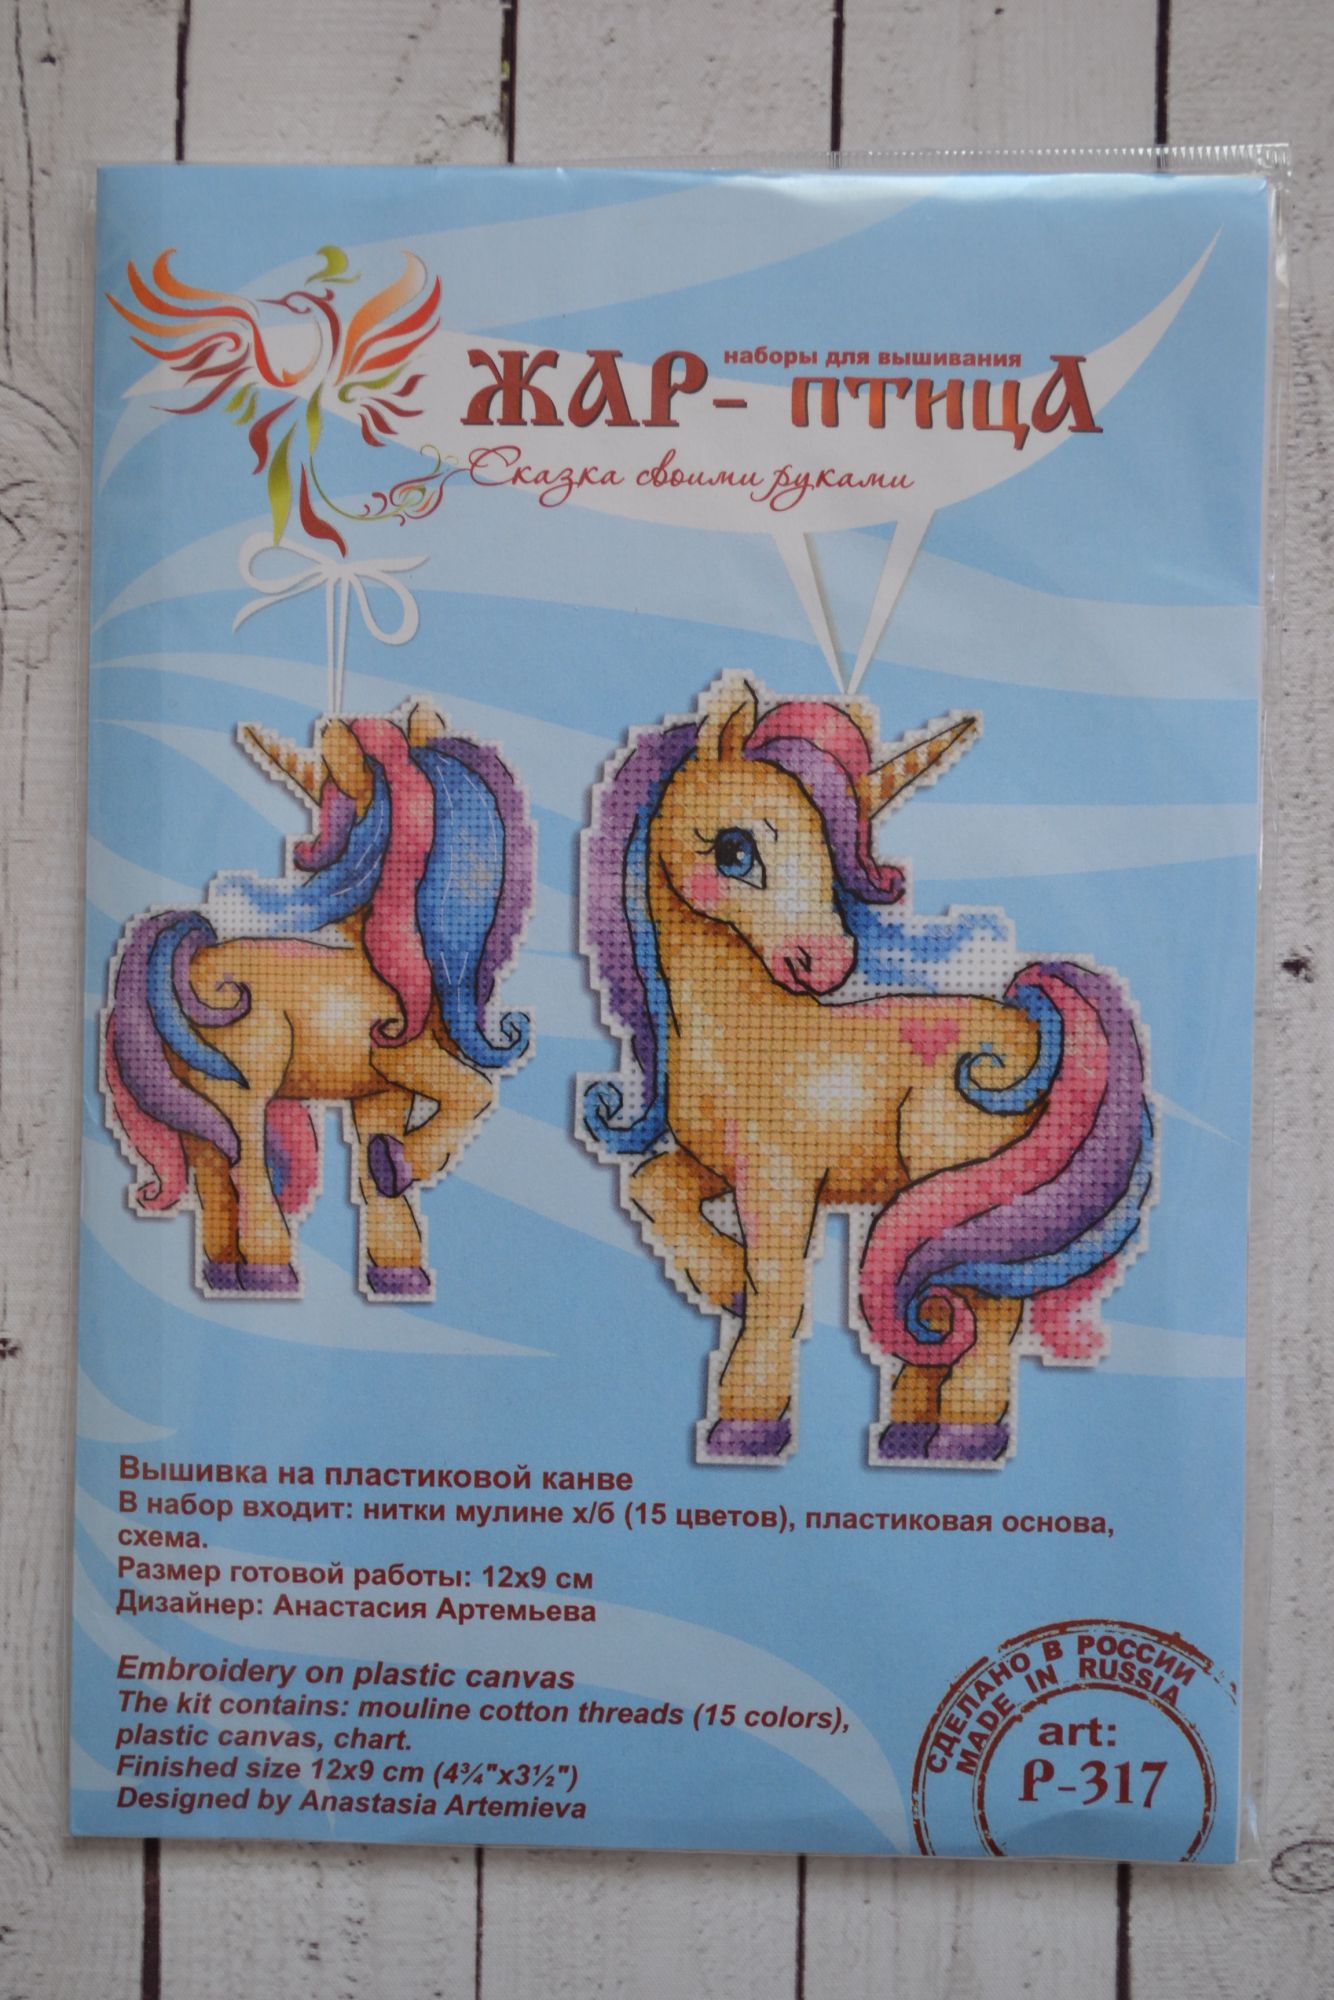 наборы для вышивания
ЖАР- ПТИЦА
Сказка своими руками
Вышивка на пластиковой канве
В набор входит: нитки мулине х/б (15 цветов), пластиковая основа,
схема.
Размер готовой работы: 12х9 см
Дизайнер: Анастасия Артемьева
Embroidery on plastic canvas
The kit contains: mouline cotton threads (15 colors),
plastic canvas, chart.
Finished size 12x9 cm (4¾"x3½")
Designed by Anastasia Artemieva
СДЕЛАНО В РОССИИ
MADE IN RUSSIA
art:
Р-317